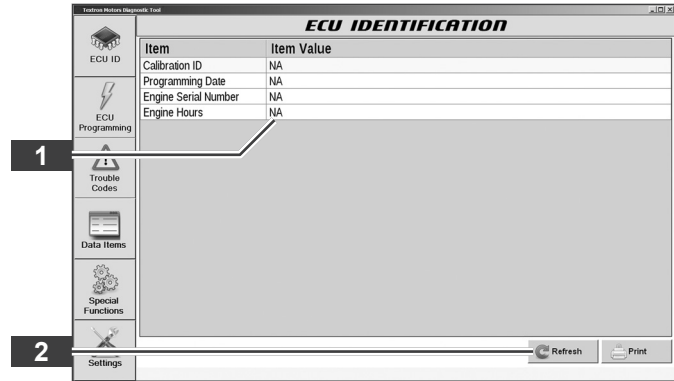 Textron Motors Diagnostic Tool
ECU IDENTIFICATION
ECU ID
ECU
Programming
Trouble
Codes
Data Items
Special
Functions
Settings
Item Item Value
Calibration ID NA
Programming Date NA
Engine Serial Number NA
Engine Hours NA
1
2
Refresh
Print